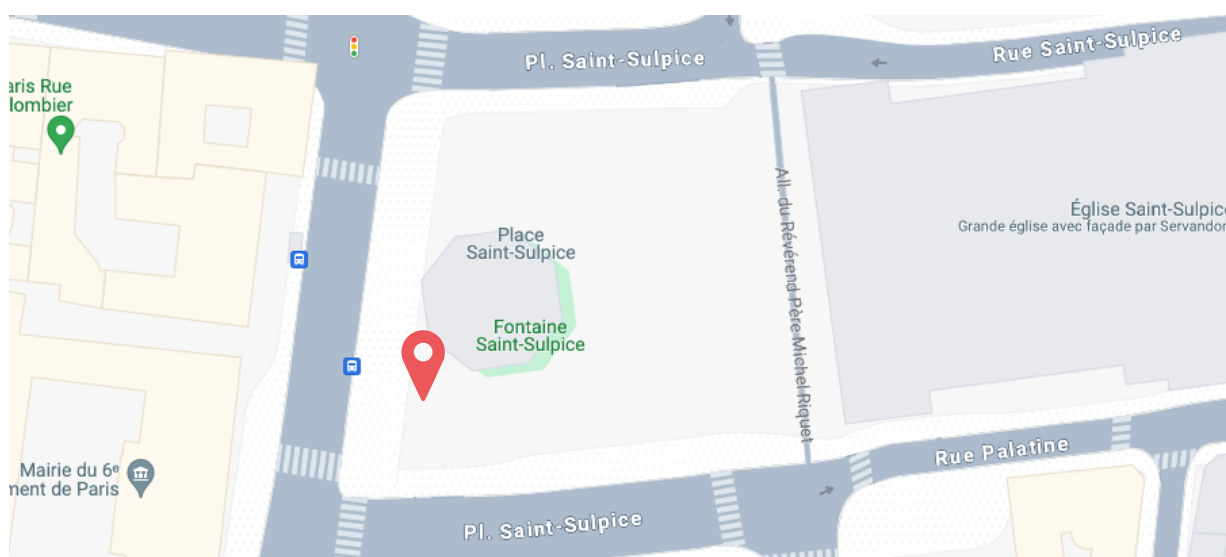 Pl. Saint-Sulpice
Rue Saint-Sulpice
aris Rue
lombier
All. du Révérend Père Michel Riquet
Église Saint-Sulpice
Grande église avec façade par Servandon
Place
Saint-Sulpice
Fontaine
Saint-Sulpice
Rue Palatine
Mairie du 6e
ment de Paris
Pl. Saint-Sulpice